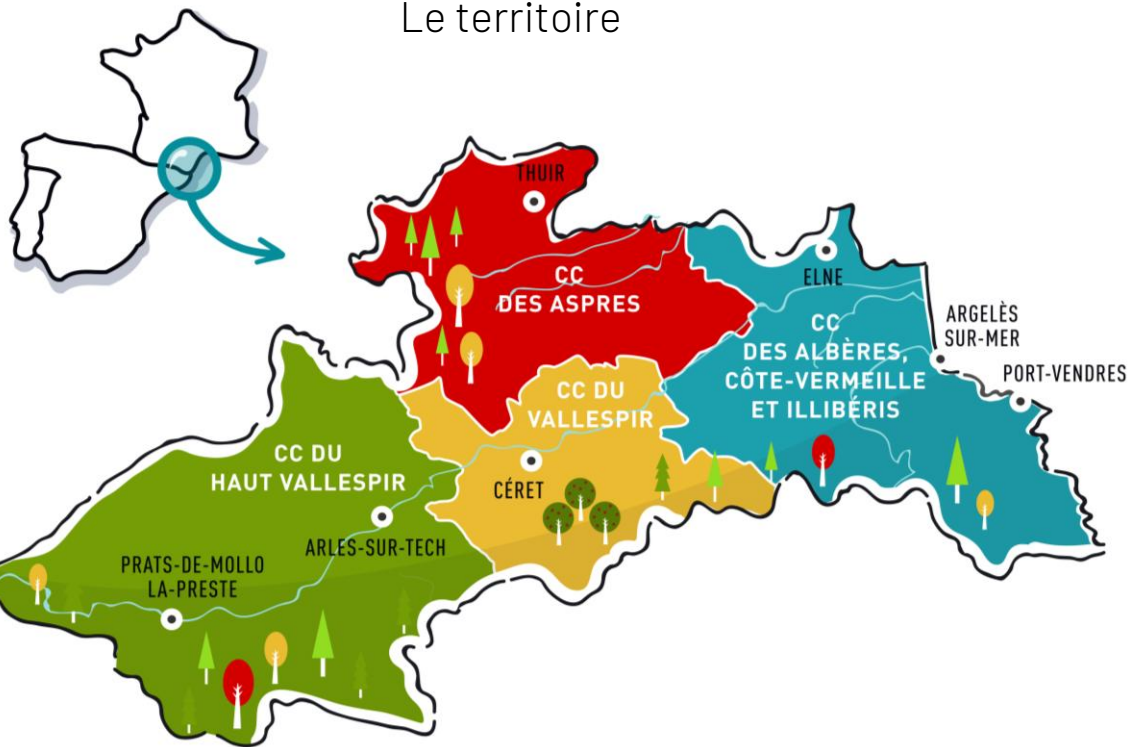 Le territoire
THUIR
CC
DES ASPRES
ELNE
CC
DES ALBÈRES,
CÔTE-VERMEILLE
ET ILLIBÉRIS
ARGELÈS
SUR-MER
PORT-VENDRES
CC DU
VALLESPIR
CÉRET
CC DU
HAUT VALLESPIR
ARLES-SUR-TECH
PRATS-DE-MOLLO
LA-PRESTE